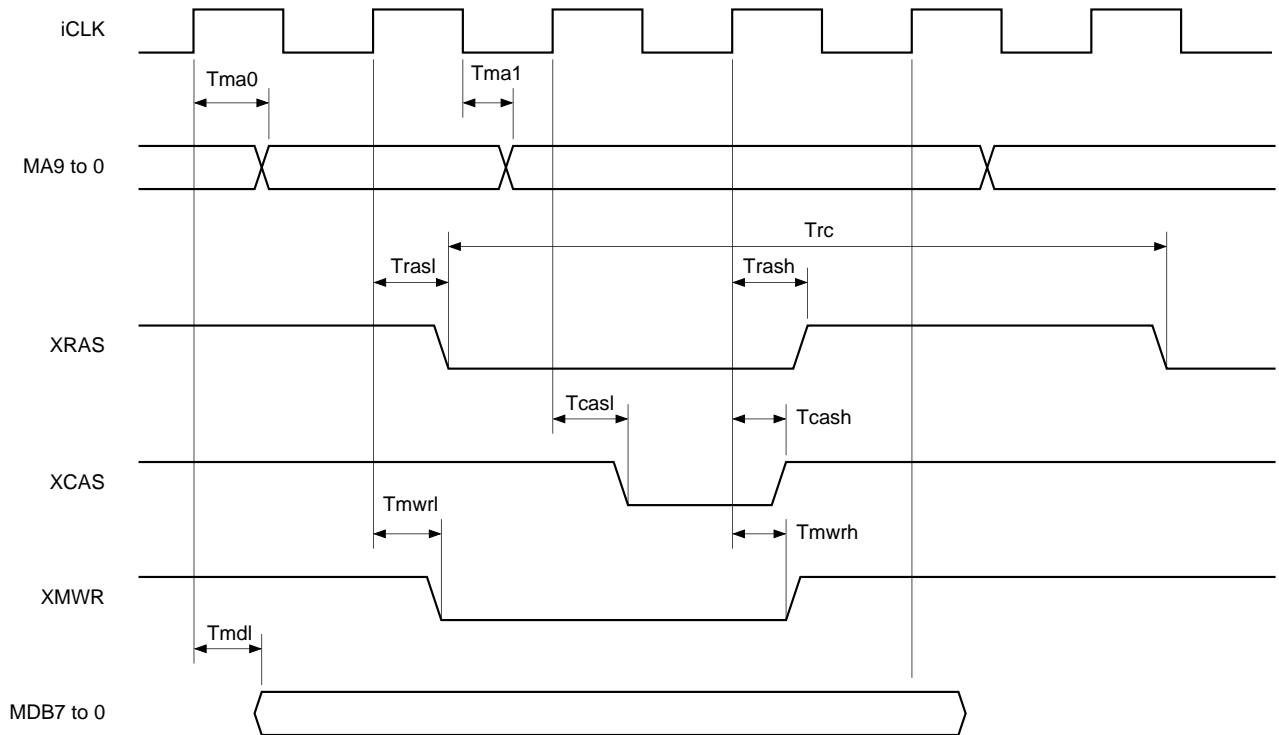 iCLK
Tma0
Tma1
MA9 to 0
Trc
Trasl
Trash
XRAS
Tcasl
Tcash
XCAS
Tmwrl
Tmwrh
XMWR
Tmdl
MDB7 to 0